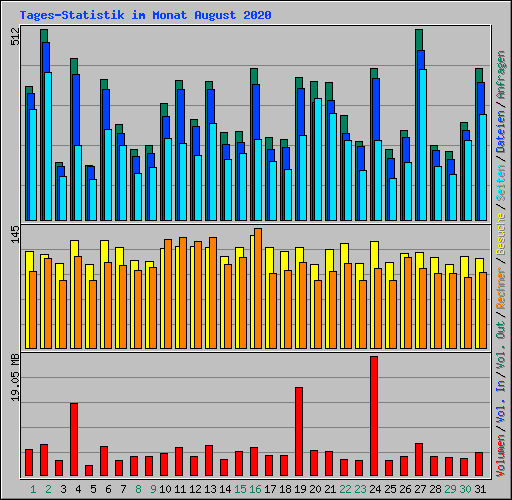 Tages-Statistik im Monat August 2020
512
145
19.05 MB
Volumen / Vol. In / Vol. Out / Rechner / Besuche / Seiten / Dateien / Anfragen
1 2 3 4 5 6 7 8 9 10 11 12 13 14 15 16 17 18 19 20 21 22 23 24 25 26 27 28 29 30 31